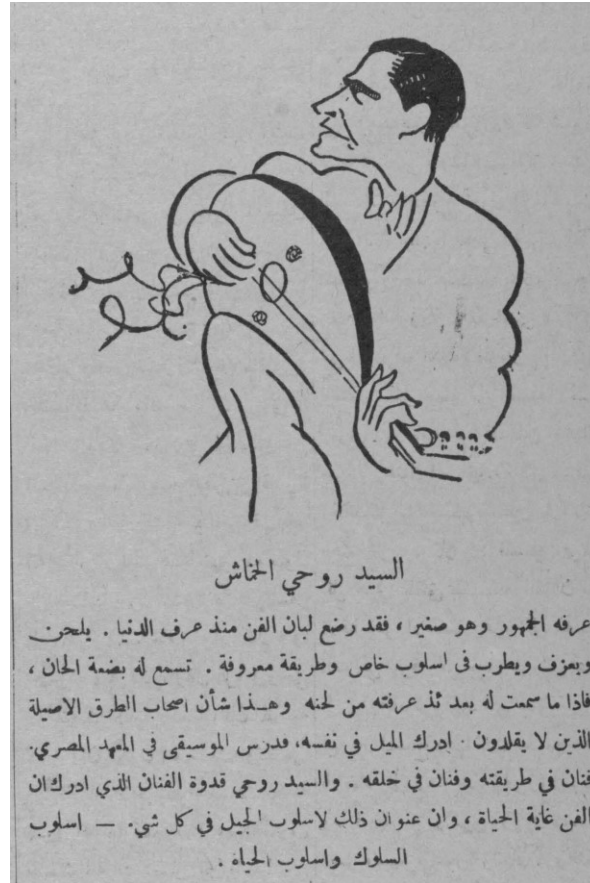 السيد روحي الخماش
عرفه الجمهور وهو صغير ، فقد رضع لبان الفن منذ عرف الدنيا . يلحن
ويعزف ويطرب فى اسلوب خاص وطريقة معروفة . تسمع له بضعة الحان ،
فاذا ما سمعت له بعد ئذ عرفته من لحنه وهـذا شأن اصحاب الطرق الاصيلة
الذين لا يقلدون . ادرك الميل في نفسه، فدرس الموسيقى في المعهد المصري.
فنان في طريقته وفنان في خلقه . والسيد روحي قدوة الفنان الذي ادرك ان
الفن غاية الحياة ، وان عنوان ذلك لاسلوب الجميل في كل شي. — اسلوب
السلوك واسلوب الحياة .